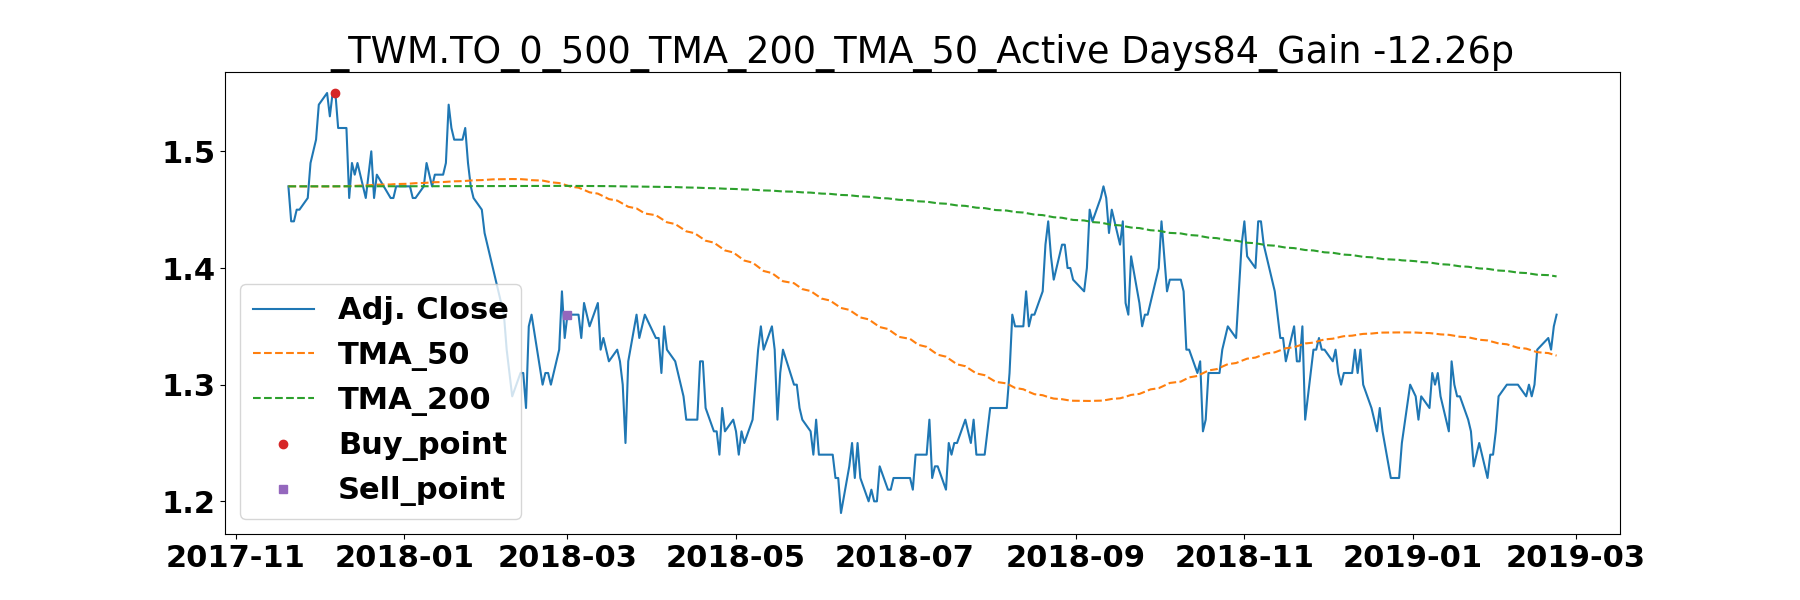 _TWM.TO_0_500_TMA_200_TMA_50_Active Days84_Gain -12.26p
1.5
1.4
1.3
1.2
Adj. Close
TMA_50
TMA_200
Buy_point
Sell_point
2017-11 2018-01 2018-03 2018-05 2018-07 2018-09 2018-11 2019-01 2019-03